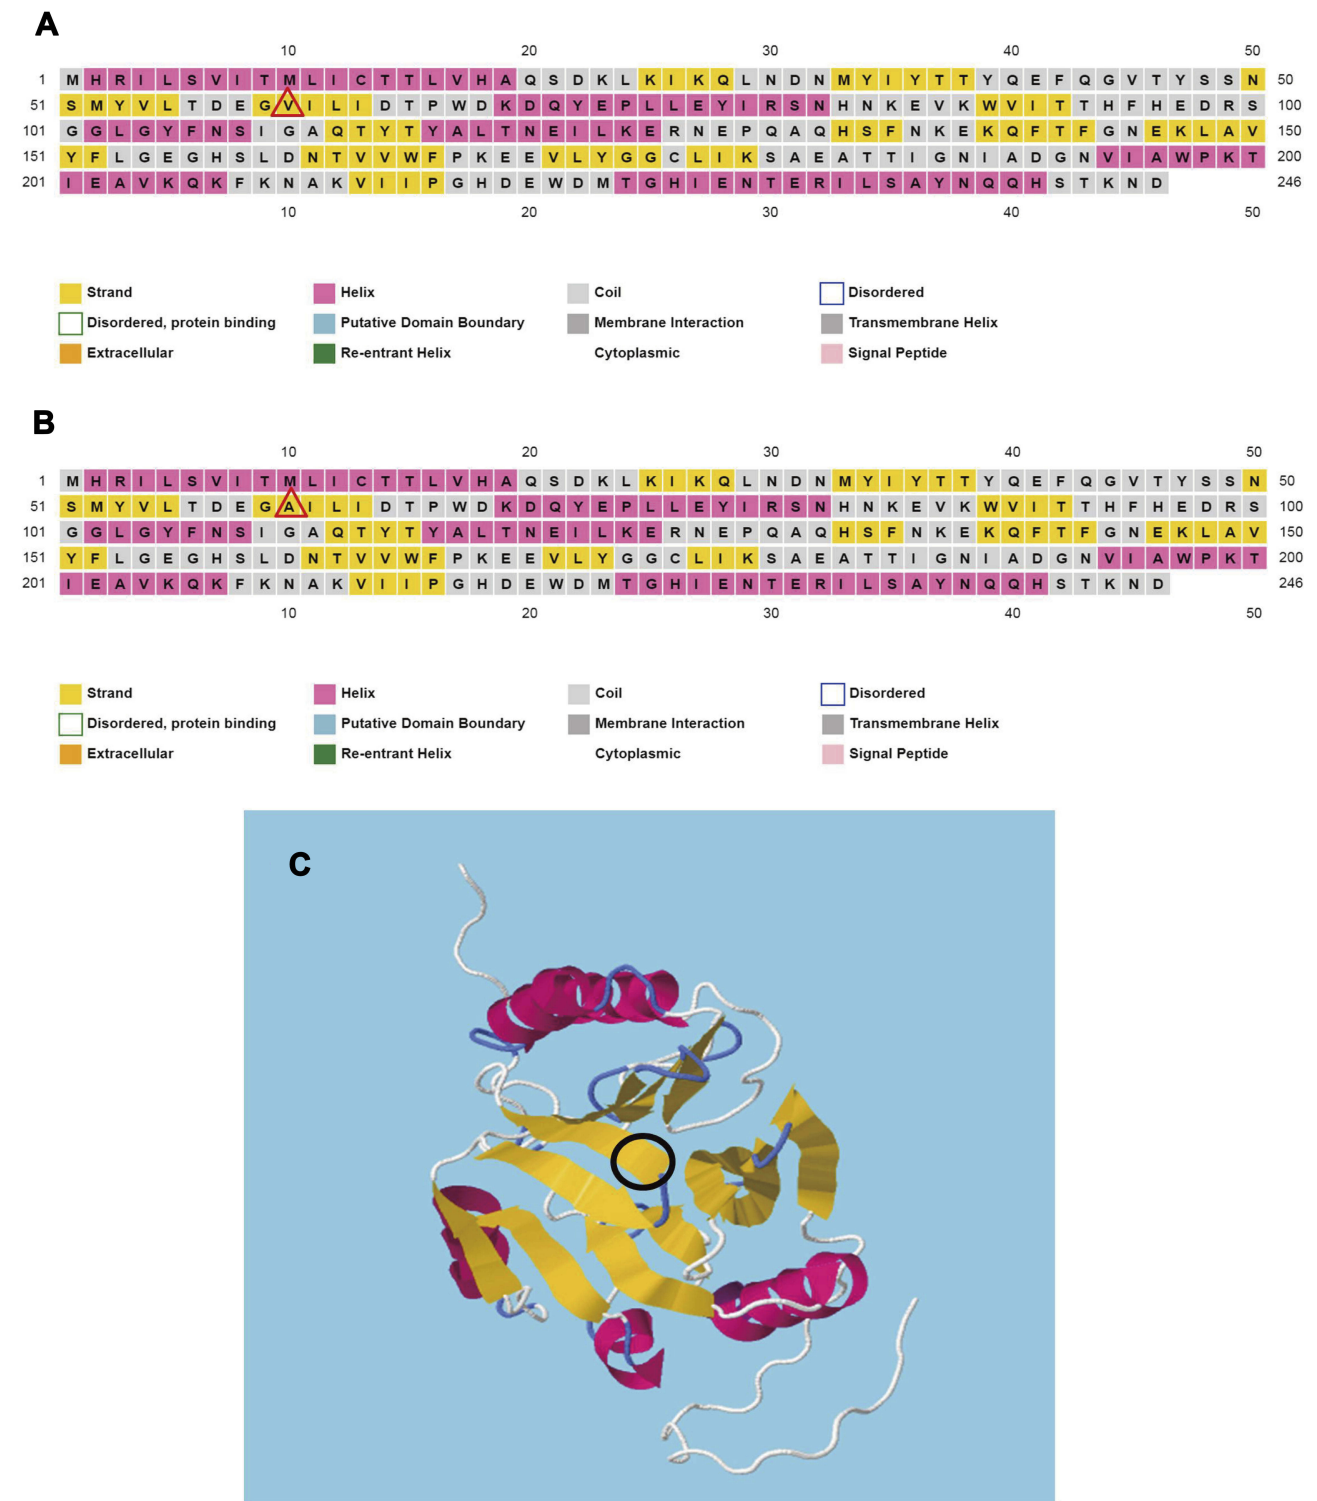 A
10 20 30 40 50
1 M H R I L S V I T M L I C T T L V H A Q S D K L K I K Q L N D N M Y I Y T T Y Q E F Q G V T Y S S N 50
51 S M Y V L T D E G V I L I D T P W D K D Q Y E P L L E Y I R S N H N K E V K W V I T T H F H E D R S 100
101 G G L G Y F N S I G A Q T Y T Y A L T N E I L K E R N E P Q A Q H S F N K E K Q F T F G N E K L A V 150
151 Y F L G E G H S L D N T V V W F P K E E V L Y G G C L I K S A E A T T I G N I A D G N V I A W P K T 200
201 I E A V K Q K F K N A K V I I P G H D E W D M T G H I E N T E R I L S A Y N Q Q H S T K N D 246
10 20 30 40 50
Strand Helix Coil Disordered
Disordered, protein binding Putative Domain Boundary Membrane Interaction Transmembrane Helix
Extracellular Re-entrant Helix Cytoplasmic Signal Peptide
B
10 20 30 40 50
1 M H R I L S V I T M L I C T T L V H A Q S D K L K I K Q L N D N M Y I Y T T Y Q E F Q G V T Y S S N 50
51 S M Y V L T D E G A I L I D T P W D K D Q Y E P L L E Y I R S N H N K E V K W V I T T H F H E D R S 100
101 G G L G Y F N S I G A Q T Y T Y A L T N E I L K E R N E P Q A Q H S F N K E K Q F T F G N E K L A V 150
151 Y F L G E G H S L D N T V V W F P K E E V L Y G G C L I K S A E A T T I G N I A D G N V I A W P K T 200
201 I E A V K Q K F K N A K V I I P G H D E W D M T G H I E N T E R I L S A Y N Q Q H S T K N D 246
10 20 30 40 50
Strand Helix Coil Disordered
Disordered, protein binding Putative Domain Boundary Membrane Interaction Transmembrane Helix
Extracellular Re-entrant Helix Cytoplasmic Signal Peptide
C